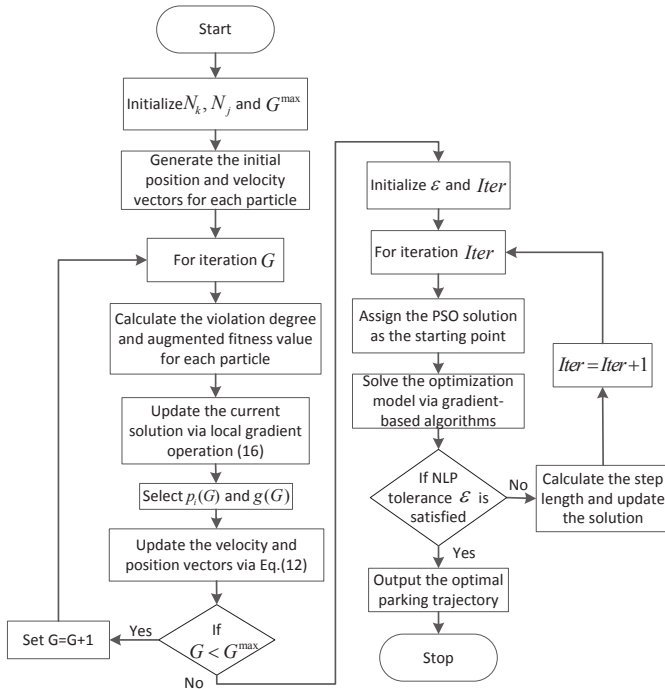 Start
Initialize N_k, N_j and G^max
Generate the initial
position and velocity
vectors for each particle
For iteration G
Calculate the violation degree
and augmented fitness value
for each particle
Update the current
solution via local gradient
operation (16)
Select p_i(G) and g(G)
Update the velocity and
position vectors via Eq.(12)
If
G < G^max
Yes
Set G=G+1
No
Initialize ε and Iter
For iteration Iter
Assign the PSO solution
as the starting point
Solve the optimization
model via gradient-
based algorithms
If NLP
tolerance ε is
satisfied
No
Calculate the step
length and update
the solution
Iter = Iter+1
Yes
Output the optimal
parking trajectory
Stop